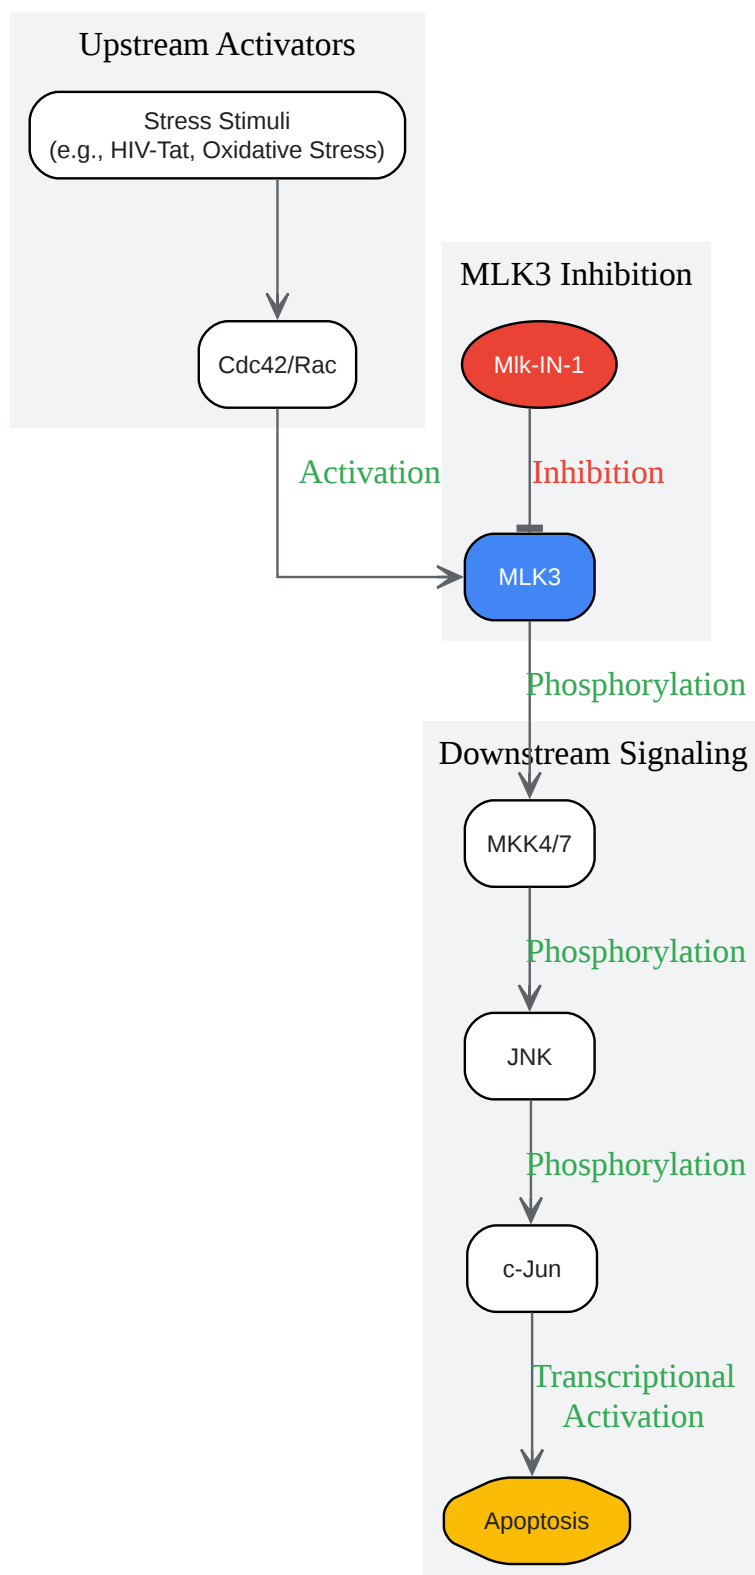 Upstream Activators
Stress Stimuli
(e.g., HIV-Tat, Oxidative Stress)
Cdc42/Rac
MLK3 Inhibition
Mlk-IN-1
Activation
Inhibition
MLK3
Phosphorylation
Downstream Signaling
MKK4/7
Phosphorylation
JNK
Phosphorylation
c-Jun
Transcriptional
Activation
Apoptosis